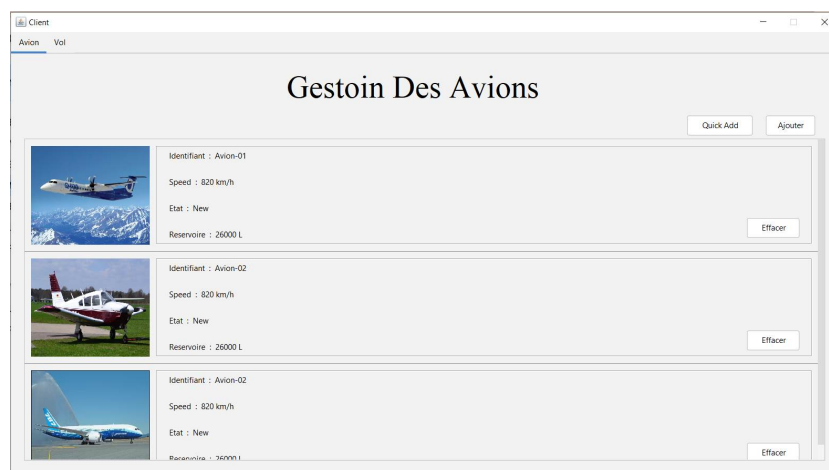 Client
Avion Vol
Gestoin Des Avions
Quick Add Ajouter
Identifiant : Avion-01
Speed : 820 km/h
Etat : New
Reservoire : 26000 L
Effacer
Identifiant : Avion-02
Speed : 820 km/h
Etat : New
Reservoire : 26000 L
Effacer
Identifiant : Avion-02
Speed : 820 km/h
Etat : New
Reservoire : 26000 L
Effacer